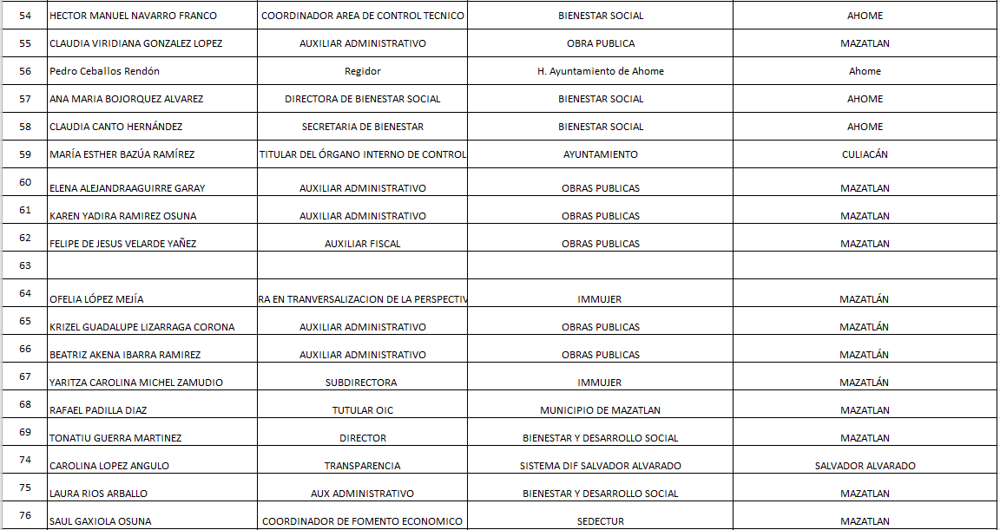 54 HECTOR MANUEL NAVARRO FRANCO COORDINADOR AREA DE CONTROL TECNICO BIENESTAR SOCIAL AHOME
55 CLAUDIA VIRIDIANA GONZALEZ LOPEZ AUXILIAR ADMINISTRATIVO OBRA PUBLICA MAZATLAN
56 Pedro Ceballos Rendón Regidor H. Ayuntamiento de Ahome Ahome
57 ANA MARIA BOJORQUEZ ALVAREZ DIRECTORA DE BIENESTAR SOCIAL BIENESTAR SOCIAL AHOME
58 CLAUDIA CANTO HERNÁNDEZ SECRETARIA DE BIENESTAR BIENESTAR SOCIAL AHOME
59 MARÍA ESTHER BAZÚA RAMÍREZ TITULAR DEL ÓRGANO INTERNO DE CONTROL AYUNTAMIENTO CULIACÁN
60 ELENA ALEJANDRAAGUIRRE GARAY AUXILIAR ADMINISTRATIVO OBRAS PUBLICAS MAZATLAN
61 KAREN YADIRA RAMIREZ OSUNA AUXILIAR ADMINISTRATIVO OBRAS PUBLICAS MAZATLAN
62 FELIPE DE JESUS VELARDE YAÑEZ AUXILIAR FISCAL OBRAS PUBLICAS MAZATLAN
63
64 OFELIA LÓPEZ MEJÍA RA EN TRANVERSALIZACION DE LA PERSPECTIV IMMUJER MAZATLÁN
65 KRIZEL GUADALUPE LIZARRAGA CORONA AUXILIAR ADMINISTRATIVO OBRAS PUBLICAS MAZATLÁN
66 BEATRIZ AKENA IBARRA RAMIREZ AUXILIAR ADMINISTRATIVO OBRAS PUBLICAS MAZATLÁN
67 YARITZA CAROLINA MICHEL ZAMUDIO SUBDIRECTORA IMMUJER MAZATLÁN
68 RAFAEL PADILLA DIAZ TUTULAR OIC MUNICIPIO DE MAZATLAN MAZATLAN
69 TONATIU GUERRA MARTINEZ DIRECTOR BIENESTAR Y DESARROLLO SOCIAL MAZATLAN
74 CAROLINA LOPEZ ANGULO TRANSPARENCIA SISTEMA DIF SALVADOR ALVARADO SALVADOR ALVARADO
75 LAURA RIOS ARBALLO AUX ADMINISTRATIVO BIENESTAR Y DESARROLLO SOCIAL MAZATLAN
76 SAUL GAXIOLA OSUNA COORDINADOR DE FOMENTO ECONOMICO SEDECTUR MAZATLAN